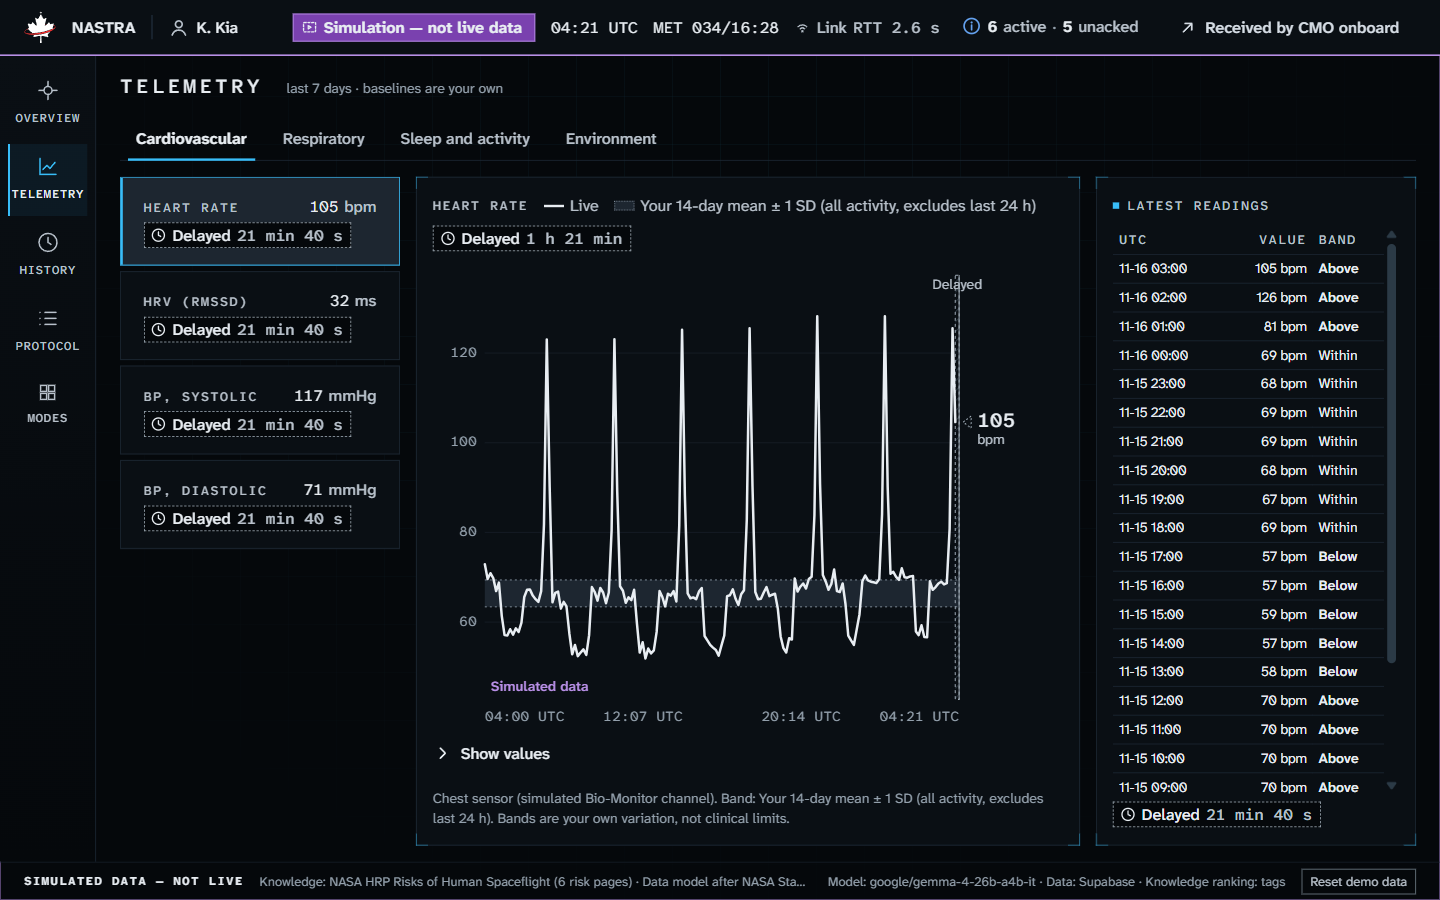 NASTRA
K. Kia
Simulation — not live data
04:21 UTC
MET 034/16:28
Link RTT 2.6 s
6 active · 5 unacked
Received by CMO onboard
OVERVIEW
TELEMETRY
HISTORY
PROTOCOL
MODES
TELEMETRY
last 7 days · baselines are your own
Cardiovascular
Respiratory
Sleep and activity
Environment
HEART RATE 105 bpm
Delayed 21 min 40 s
HRV (RMSSD) 32 ms
Delayed 21 min 40 s
BP, SYSTOLIC 117 mmHg
Delayed 21 min 40 s
BP, DIASTOLIC 71 mmHg
Delayed 21 min 40 s
HEART RATE Live Your 14-day mean ± 1 SD (all activity, excludes last 24 h)
Delayed 1 h 21 min
Delayed
120
100
80
60
105
bpm
Simulated data
04:00 UTC 12:07 UTC 20:14 UTC 04:21 UTC
Show values
Chest sensor (simulated Bio-Monitor channel). Band: Your 14-day mean ± 1 SD (all activity, excludes
last 24 h). Bands are your own variation, not clinical limits.
LATEST READINGS
UTC VALUE BAND
11-16 03:00 105 bpm Above
11-16 02:00 126 bpm Above
11-16 01:00 81 bpm Above
11-16 00:00 69 bpm Within
11-15 23:00 68 bpm Within
11-15 22:00 69 bpm Within
11-15 21:00 69 bpm Within
11-15 20:00 68 bpm Within
11-15 19:00 67 bpm Within
11-15 18:00 69 bpm Within
11-15 17:00 57 bpm Below
11-15 16:00 57 bpm Below
11-15 15:00 59 bpm Below
11-15 14:00 57 bpm Below
11-15 13:00 58 bpm Below
11-15 12:00 70 bpm Above
11-15 11:00 70 bpm Above
11-15 10:00 70 bpm Above
11-15 09:00 70 bpm Above
Delayed 21 min 40 s
SIMULATED DATA — NOT LIVE
Knowledge: NASA HRP Risks of Human Spaceflight (6 risk pages) · Data model after NASA Sta...
Model: google/gemma-4-26b-a4b-it · Data: Supabase · Knowledge ranking: tags
Reset demo data